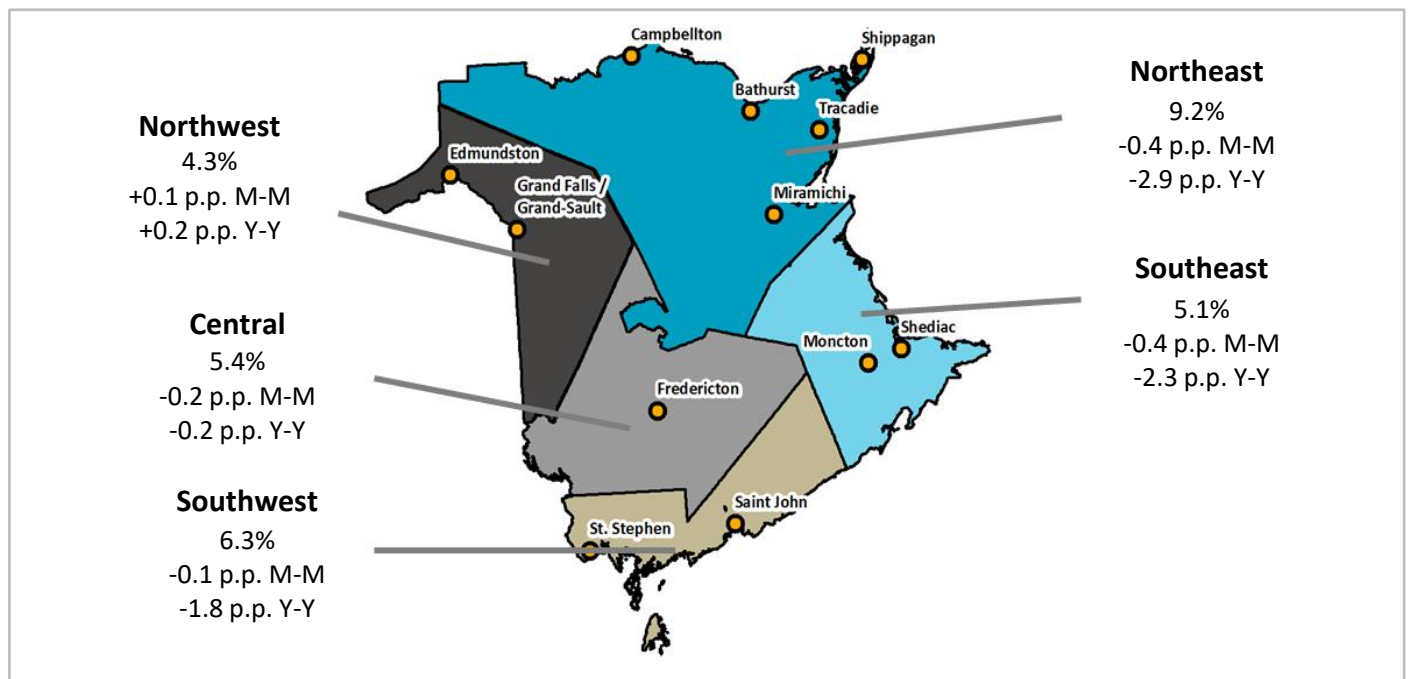 Northwest
4.3%
+0.1 p.p. M-M
+0.2 p.p. Y-Y
Central
5.4%
-0.2 p.p. M-M
-0.2 p.p. Y-Y
Southwest
6.3%
-0.1 p.p. M-M
-1.8 p.p. Y-Y
Campbellton
Shippagan
Bathurst
Tracadie
Edmundston
Grand Falls /
Grand-Sault
Miramichi
Moncton
Shediac
Fredericton
Saint John
St. Stephen
Northeast
9.2%
-0.4 p.p. M-M
-2.9 p.p. Y-Y
Southeast
5.1%
-0.4 p.p. M-M
-2.3 p.p. Y-Y